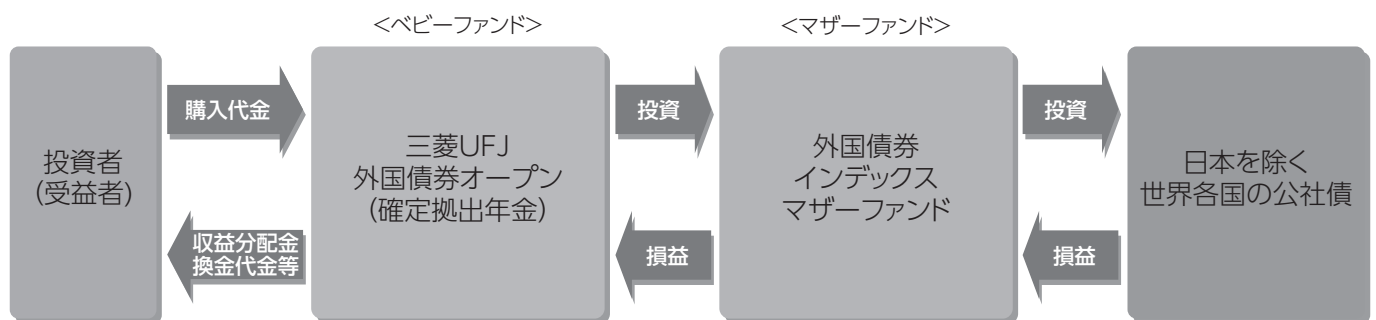 <ベビーファンド>
<マザーファンド>
投資者
(受益者)
購入代金
収益分配金
換金代金等
三菱UFJ
外国債券オープン
(確定拠出年金)
投資
損益
外国債券
インデックス
マザーファンド
投資
損益
日本を除く
世界各国の公社債